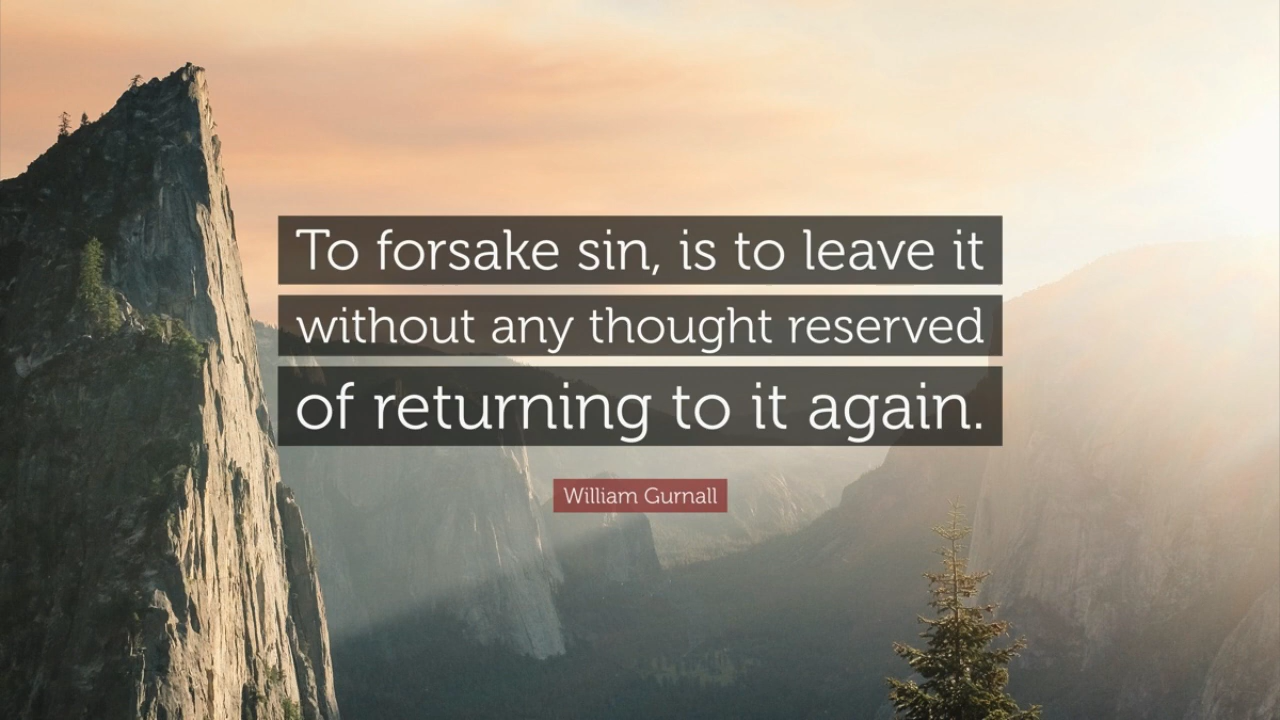 To forsake sin, is to leave it
without any thought reserved
of returning to it again.
William Gurnall